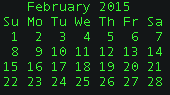 February 2015
Su Mo Tu We Th Fr Sa
1 2 3 4 5 6 7
8 9 10 11 12 13 14
15 16 17 18 19 20 21
22 23 24 25 26 27 28